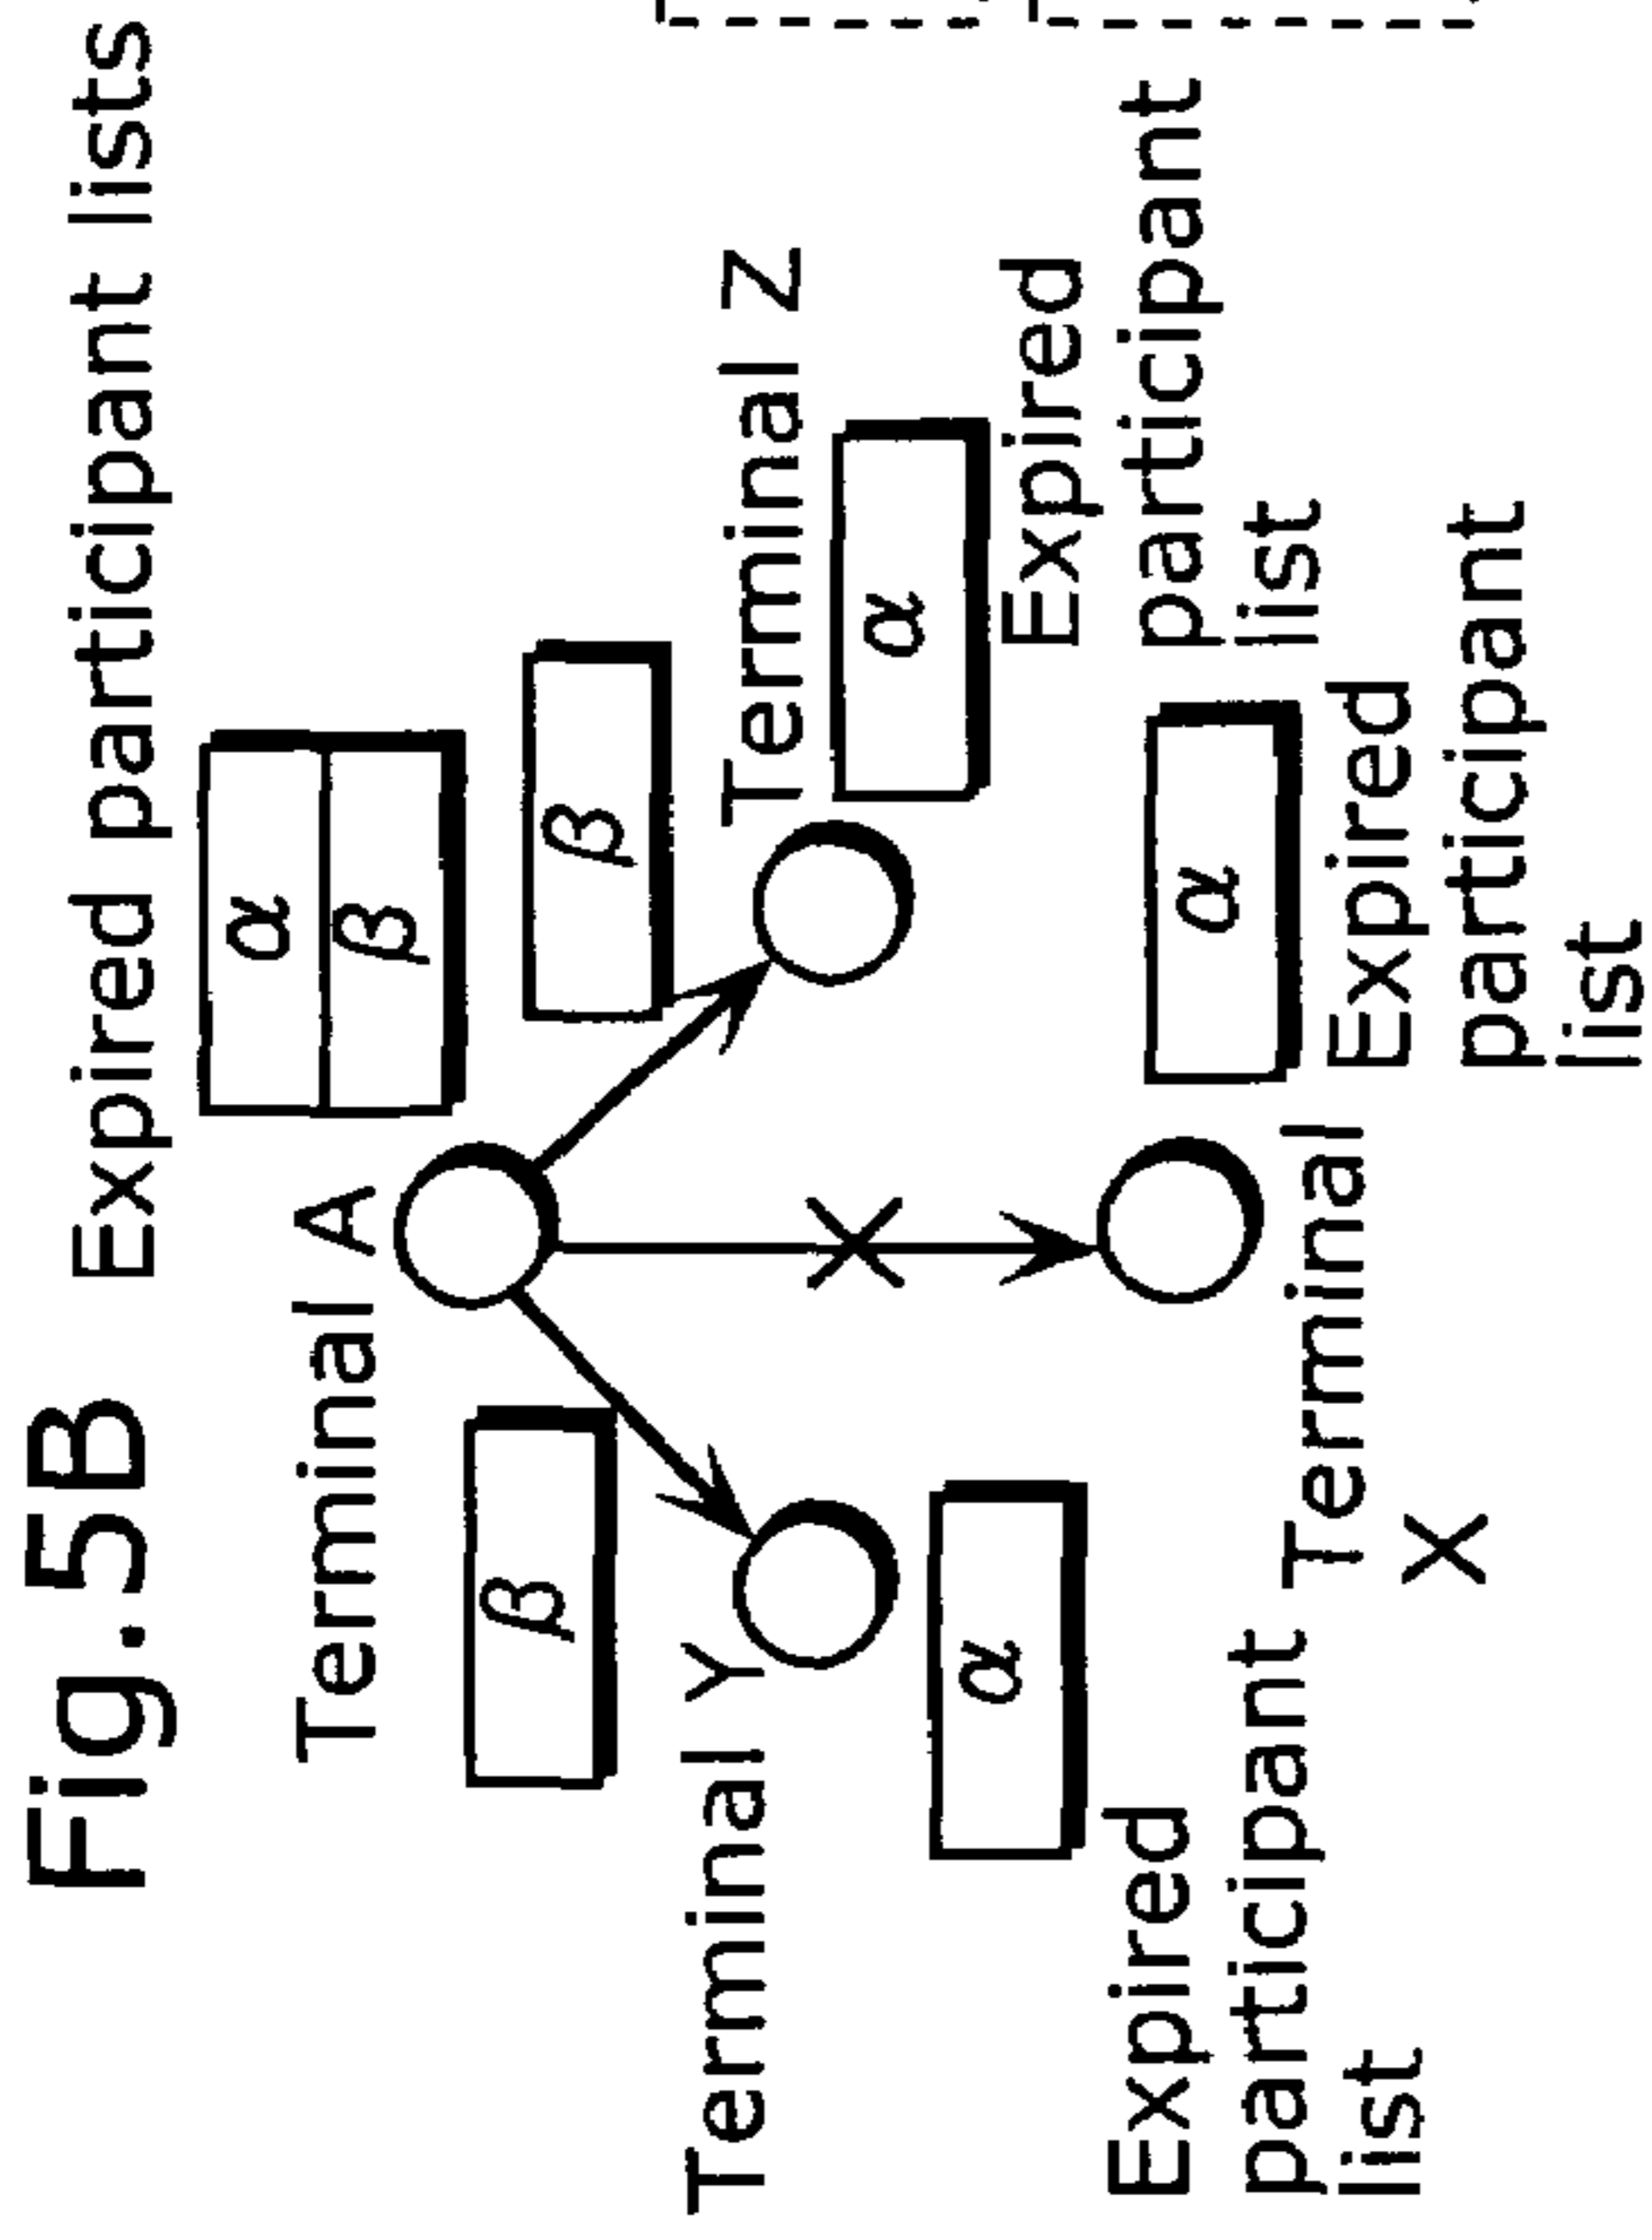 Fig.5B
Expired participant lists
Terminal A
α
β
β
β
Terminal Y
Terminal Z
α
α
Expired
participant
list
Expired
participant
list
Terminal
X
α
Expired
participant
list